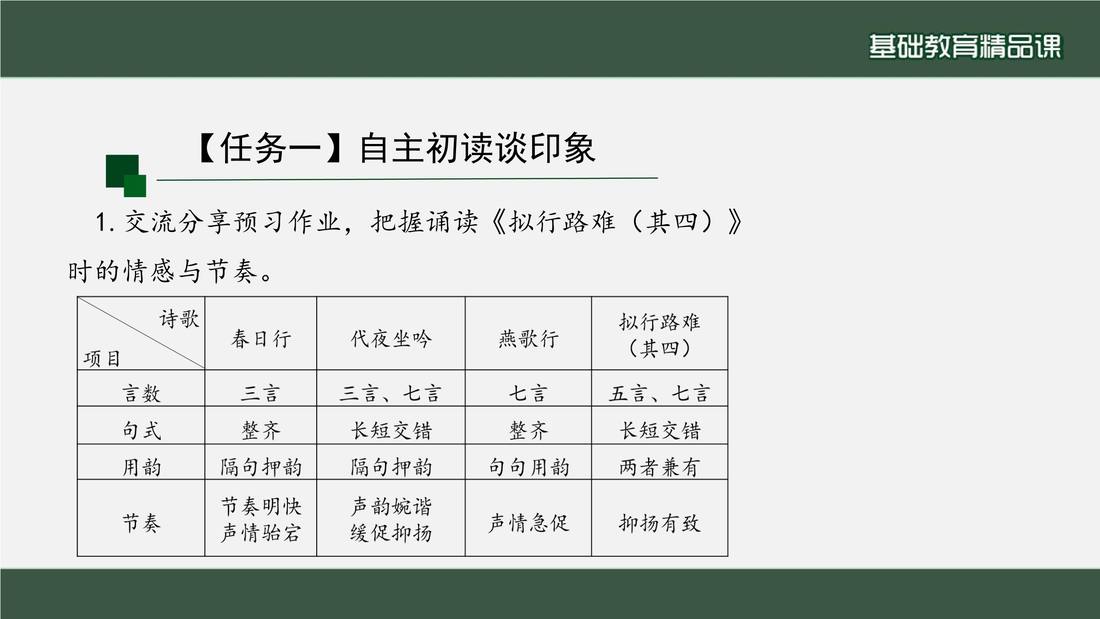 基础教育精品课
【任务一】自主初读谈印象
1.交流分享预习作业，把握诵读《拟行路难（其四）》
时的情感与节奏。
诗歌
项目
春日行
代夜坐吟
燕歌行
拟行路难
（其四）
言数
三言
三言、七言
七言
五言、七言
句式
整齐
长短交错
整齐
长短交错
用韵
隔句押韵
隔句押韵
句句用韵
两者兼有
节奏
节奏明快
声情骀宕
声韵婉谐
缓促抑扬
声情急促
抑扬有致